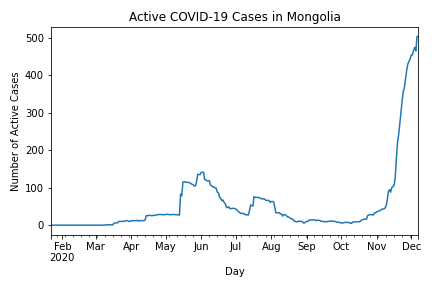 Active COVID-19 Cases in Mongolia
Number of Active Cases
500
400
300
200
100
0
Feb Mar Apr May Jun Jul Aug Sep Oct Nov Dec
2020
Day